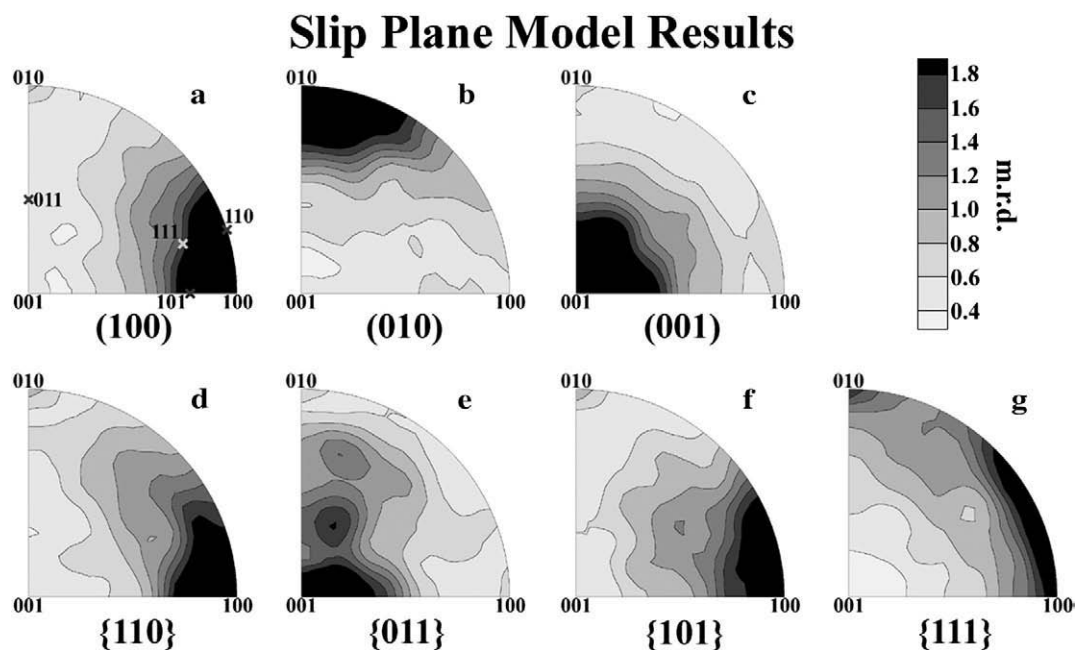 Slip Plane Model Results
010 a
011
111
110
001 101 100
(100)
010 b
001 100
(010)
010 c
001 100
(001)
1.8
1.6
1.4
1.2
1.0
0.8
0.6
0.4
m.r.d.
010 d
001 100
{110}
010 e
001 100
{011}
010 f
001 100
{101}
010 g
001 100
{111}